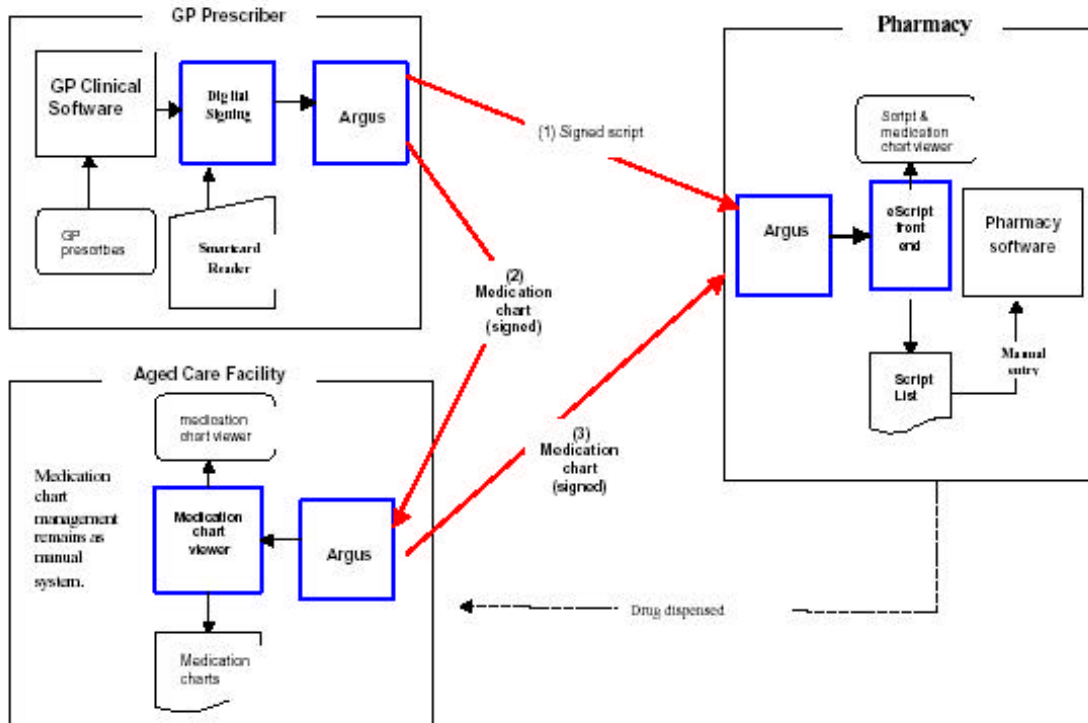 GP Prescriber
GP Clinical
Software
Digital
Signing
Argus
GP
prescribes
Smartcard
Reader
(1) Signed script
(2)
Medication
chart
(signed)
Pharmacy
Script &
medication
chart viewer
Argus
eScript
front
end
Pharmacy
software
Script
List
Manual
entry
Aged Care Facility
medication
chart viewer
Medication
chart
management
remains as
manual
system.
Medication
chart
viewer
Argus
Medication
charts
(3)
Medication
chart
(signed)
Drug dispensed